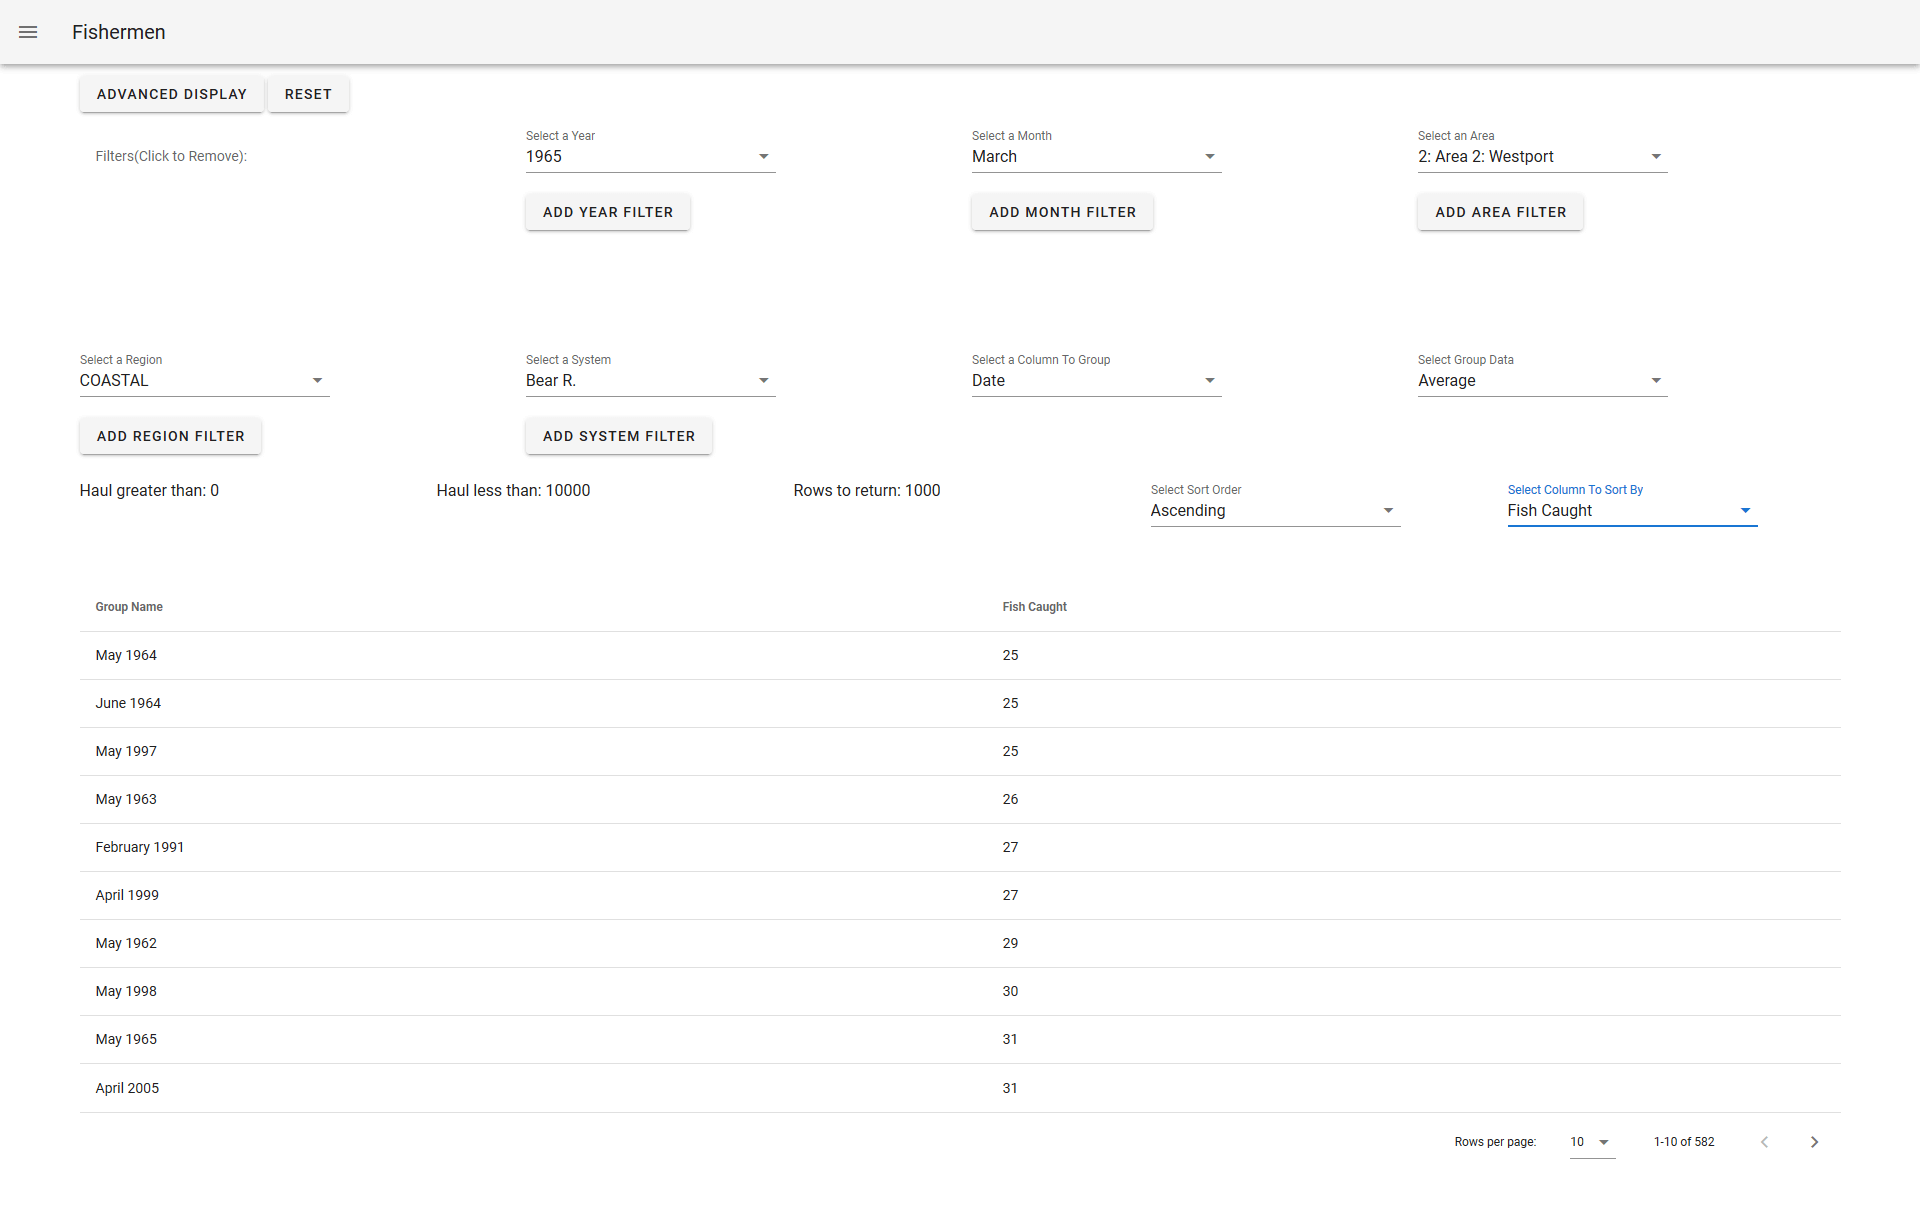 Fishermen
ADVANCED DISPLAY RESET
Filters(Click to Remove):
Select a Year
1965
ADD YEAR FILTER
Select a Month
March
ADD MONTH FILTER
Select an Area
2: Area 2: Westport
ADD AREA FILTER
Select a Region
COASTAL
ADD REGION FILTER
Select a System
Bear R.
ADD SYSTEM FILTER
Select a Column To Group
Date
Select Group Data
Average
Haul greater than: 0
Haul less than: 10000
Rows to return: 1000
Select Sort Order
Ascending
Select Column To Sort By
Fish Caught
Group Name Fish Caught
May 1964 25
June 1964 25
May 1997 25
May 1963 26
February 1991 27
April 1999 27
May 1962 29
May 1998 30
May 1965 31
April 2005 31
Rows per page: 10 1-10 of 582